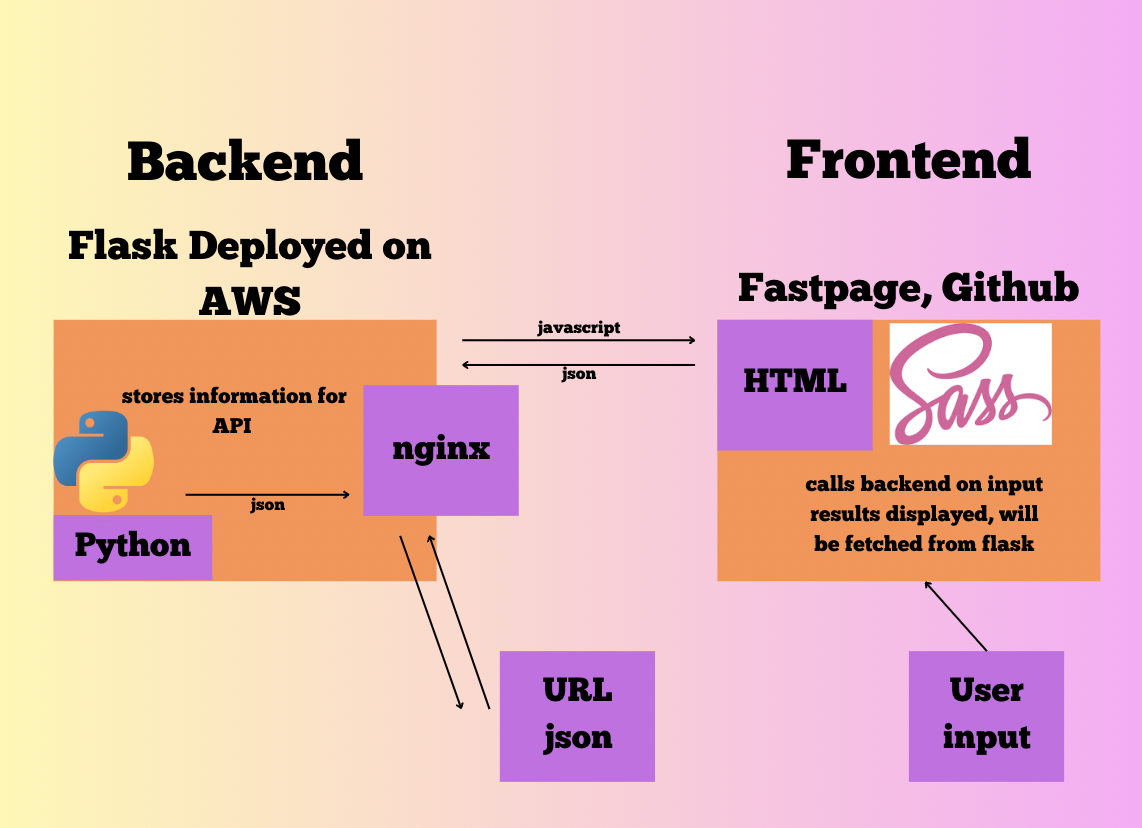 Backend
Frontend
Flask Deployed on
AWS
Fastpage, Github
javascript
json
HTML
Sass
stores information for
API
nginx
json
Python
calls backend on input
results displayed, will
be fetched from flask
URL
json
User
input